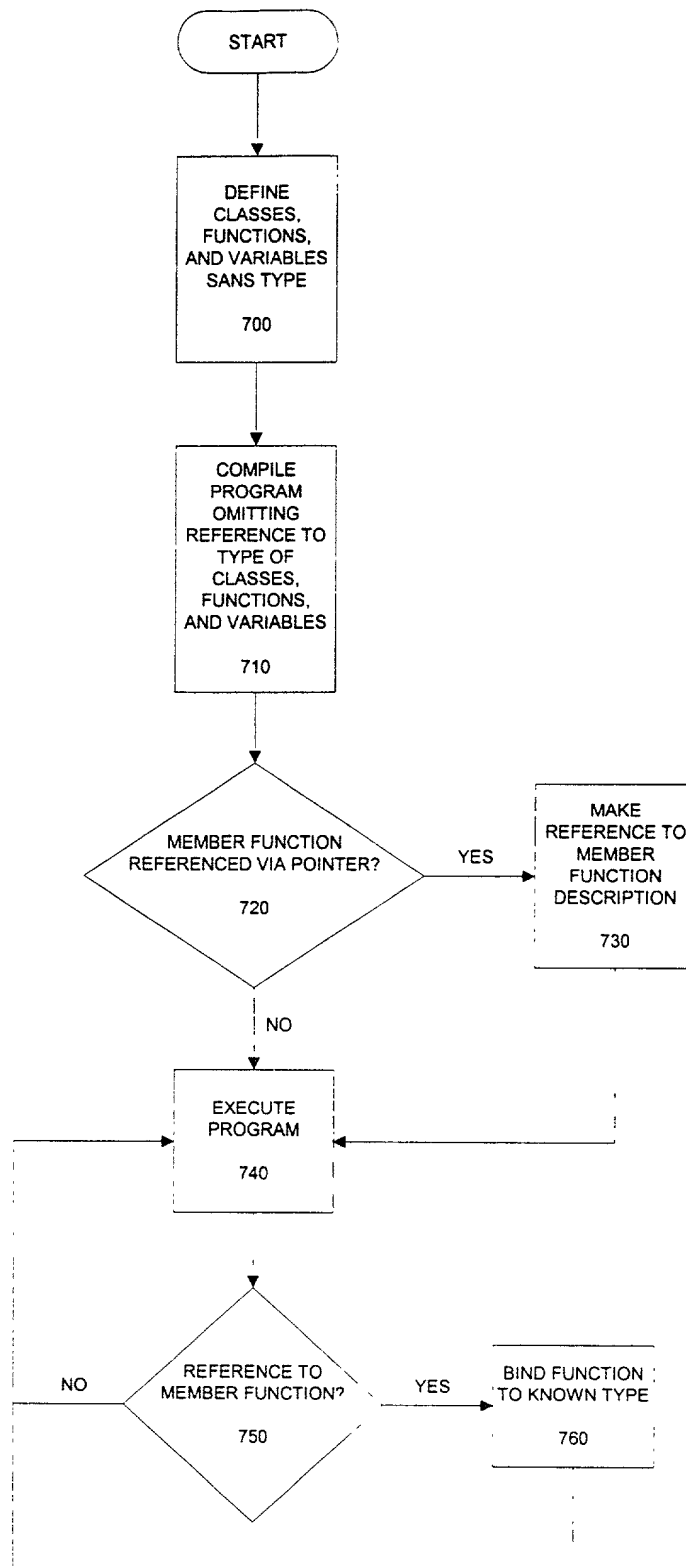 START
DEFINE
CLASSES,
FUNCTIONS,
AND VARIABLES
SANS TYPE
700
COMPILE
PROGRAM
OMITTING
REFERENCE TO
TYPE OF
CLASSES,
FUNCTIONS,
AND VARIABLES
710
MEMBER FUNCTION
REFERENCED VIA POINTER?
720
YES
MAKE
REFERENCE TO
MEMBER
FUNCTION
DESCRIPTION
730
NO
EXECUTE
PROGRAM
740
NO
REFERENCE TO
MEMBER FUNCTION?
750
YES
BIND FUNCTION
TO KNOWN TYPE
760